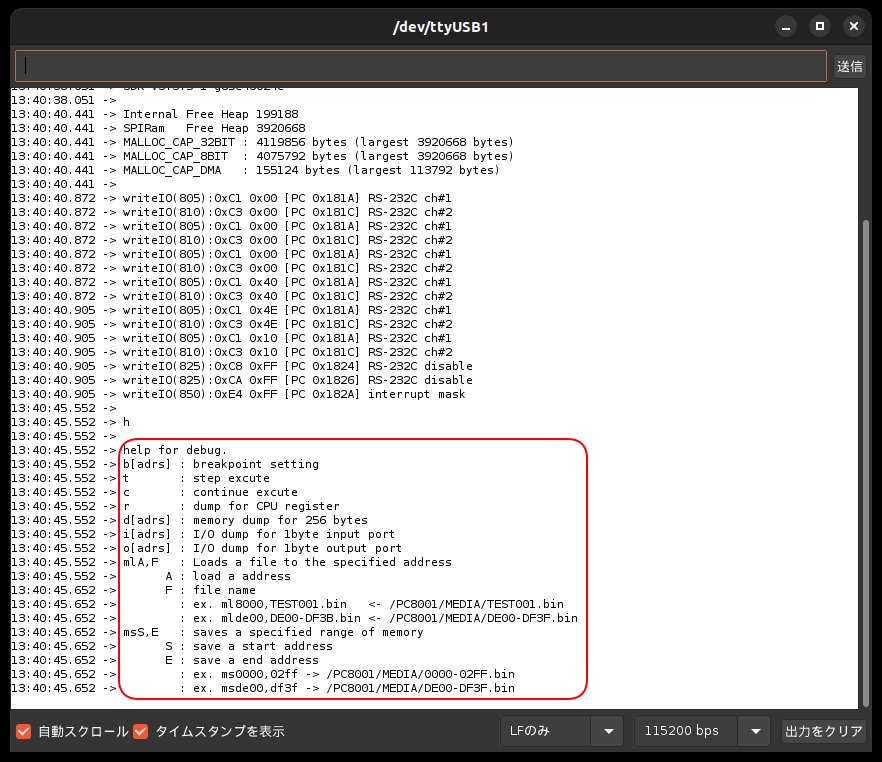 /dev/ttyUSB1
送信
13:40:38.051 ->
13:40:40.441 -> Internal Free Heap 199188
13:40:40.441 -> SPIRam   Free Heap 3920668
13:40:40.441 -> MALLOC_CAP_32BIT : 4119856 bytes (largest 3920668 bytes)
13:40:40.441 -> MALLOC_CAP_8BIT  : 4075792 bytes (largest 3920668 bytes)
13:40:40.441 -> MALLOC_CAP_DMA   : 155124 bytes (largest 113792 bytes)
13:40:40.441 ->
13:40:40.872 -> writeIO(805):0xC1 0x00 [PC 0x181A] RS-232C ch#1
13:40:40.872 -> writeIO(810):0xC3 0x00 [PC 0x181C] RS-232C ch#2
13:40:40.872 -> writeIO(805):0xC1 0x00 [PC 0x181A] RS-232C ch#1
13:40:40.872 -> writeIO(810):0xC3 0x00 [PC 0x181C] RS-232C ch#2
13:40:40.872 -> writeIO(805):0xC1 0x00 [PC 0x181A] RS-232C ch#1
13:40:40.872 -> writeIO(810):0xC3 0x00 [PC 0x181C] RS-232C ch#2
13:40:40.872 -> writeIO(805):0xC1 0x40 [PC 0x181A] RS-232C ch#1
13:40:40.872 -> writeIO(810):0xC3 0x40 [PC 0x181C] RS-232C ch#2
13:40:40.905 -> writeIO(805):0xC1 0x4E [PC 0x181A] RS-232C ch#1
13:40:40.905 -> writeIO(810):0xC3 0x4E [PC 0x181C] RS-232C ch#2
13:40:40.905 -> writeIO(805):0xC1 0x10 [PC 0x181A] RS-232C ch#1
13:40:40.905 -> writeIO(810):0xC3 0x10 [PC 0x181C] RS-232C ch#2
13:40:40.905 -> writeIO(825):0xC8 0xFF [PC 0x1824] RS-232C disable
13:40:40.905 -> writeIO(825):0xCA 0xFF [PC 0x1826] RS-232C disable
13:40:40.905 -> writeIO(850):0xE4 0xFF [PC 0x182A] interrupt mask
13:40:45.552 ->
13:40:45.552 -> h
13:40:45.552 ->
13:40:45.552 -> help for debug.
13:40:45.552 -> b[adrs] : breakpoint setting
13:40:45.552 -> t       : step excute
13:40:45.552 -> c       : continue excute
13:40:45.552 -> r       : dump for CPU register
13:40:45.552 -> d[adrs] : memory dump for 256 bytes
13:40:45.552 -> i[adrs] : I/O dump for 1byte input port
13:40:45.552 -> o[adrs] : I/O dump for 1byte output port
13:40:45.552 -> mlA,F   : Loads a file to the specified address
13:40:45.652 ->       A : load a address
13:40:45.652 ->       F : file name
13:40:45.652 ->         : ex. ml8000,TEST001.bin   <- /PC8001/MEDIA/TEST001.bin
13:40:45.652 ->         : ex. mlde00,DE00-DF3B.bin <- /PC8001/MEDIA/DE00-DF3F.bin
13:40:45.652 -> msS,E   : saves a specified range of memory
13:40:45.652 ->       S : save a start address
13:40:45.652 ->       E : save a end address
13:40:45.652 ->         : ex. ms0000,02ff -> /PC8001/MEDIA/0000-02FF.bin
13:40:45.652 ->         : ex. msde00,df3f -> /PC8001/MEDIA/DE00-DF3F.bin
自動スクロール タイムスタンプを表示 LFのみ 115200 bps 出力をクリア